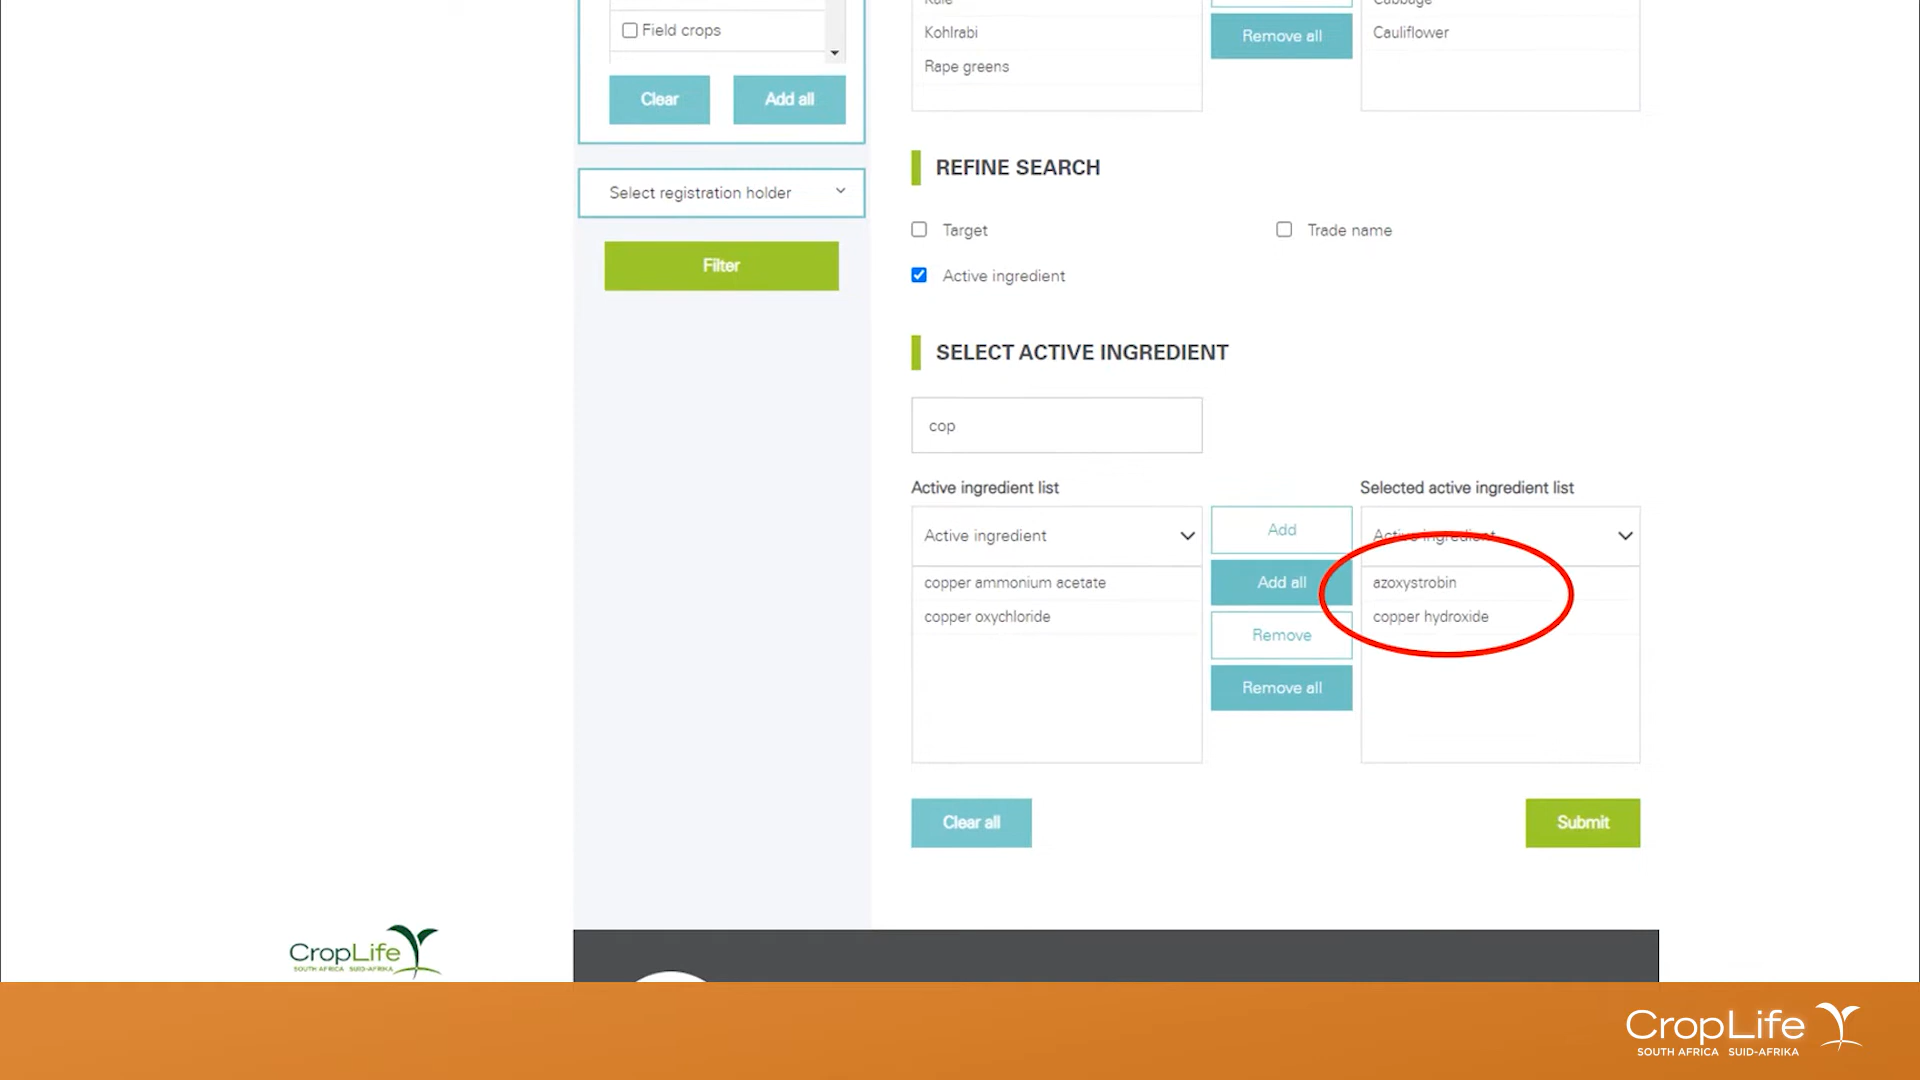 Field crops
Clear
Add all
Select registration holder
Filter
Kale
Kohlrabi
Rape greens
Remove all
Cabbage
Cauliflower
REFINE SEARCH
Target
Trade name
Active ingredient
SELECT ACTIVE INGREDIENT
cop
Active ingredient list
Selected active ingredient list
Active ingredient
copper ammonium acetate
copper oxychloride
Add
Add all
Remove
Remove all
Active ingredient
azoxystrobin
copper hydroxide
Clear all
Submit
CropLife
SOUTH AFRICA SUID-AFRIKA
CropLife
SOUTH AFRICA SUID-AFRIKA